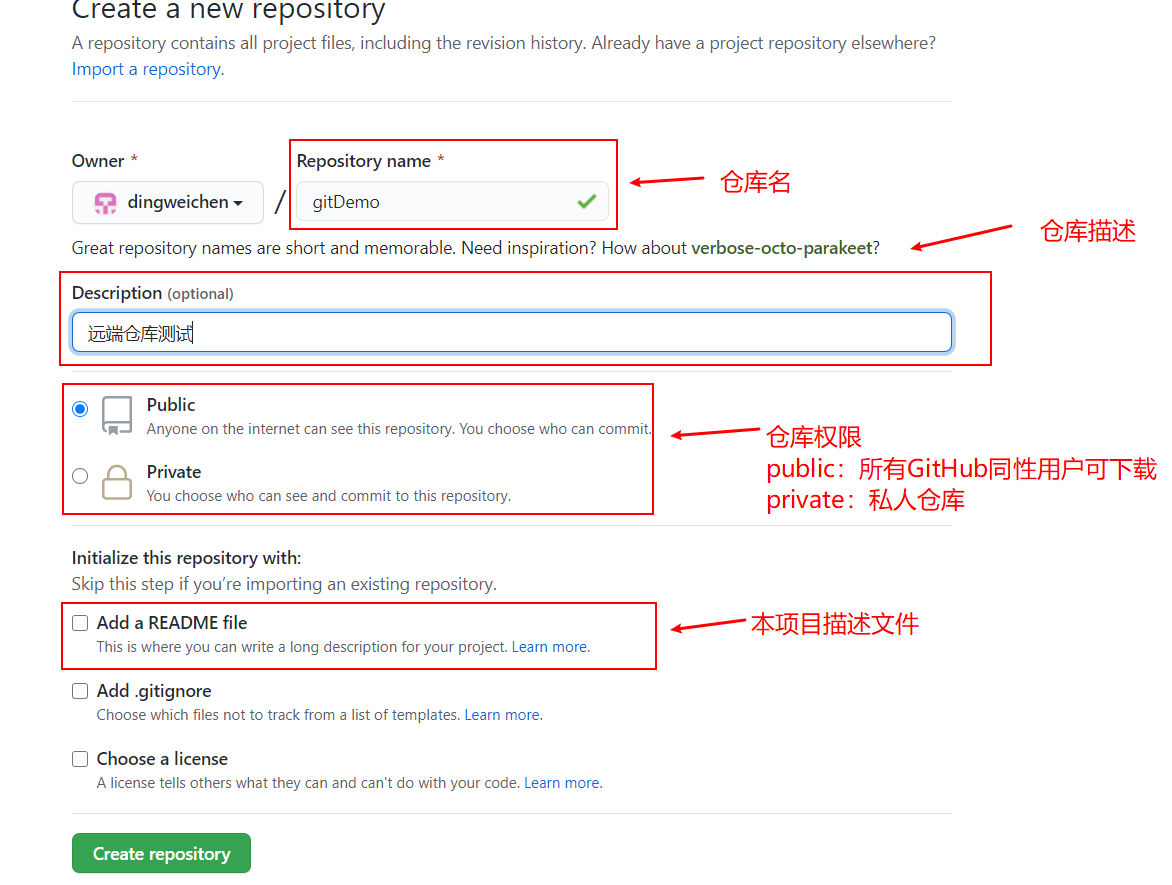 Create a new repository
A repository contains all project files, including the revision history. Already have a project repository elsewhere?
Import a repository.
Owner *
Repository name *
dingweichen
/
gitDemo
仓库名
Great repository names are short and memorable. Need inspiration? How about verbose-octo-parakeet?
仓库描述
Description (optional)
远端仓库测试
Public
Anyone on the internet can see this repository. You choose who can commit.
Private
You choose who can see and commit to this repository.
仓库权限
public：所有GitHub同性用户可下载
private：私人仓库
Initialize this repository with:
Skip this step if you’re importing an existing repository.
Add a README file
This is where you can write a long description for your project. Learn more.
本项目描述文件
Add .gitignore
Choose which files not to track from a list of templates. Learn more.
Choose a license
A license tells others what they can and can't do with your code. Learn more.
Create repository